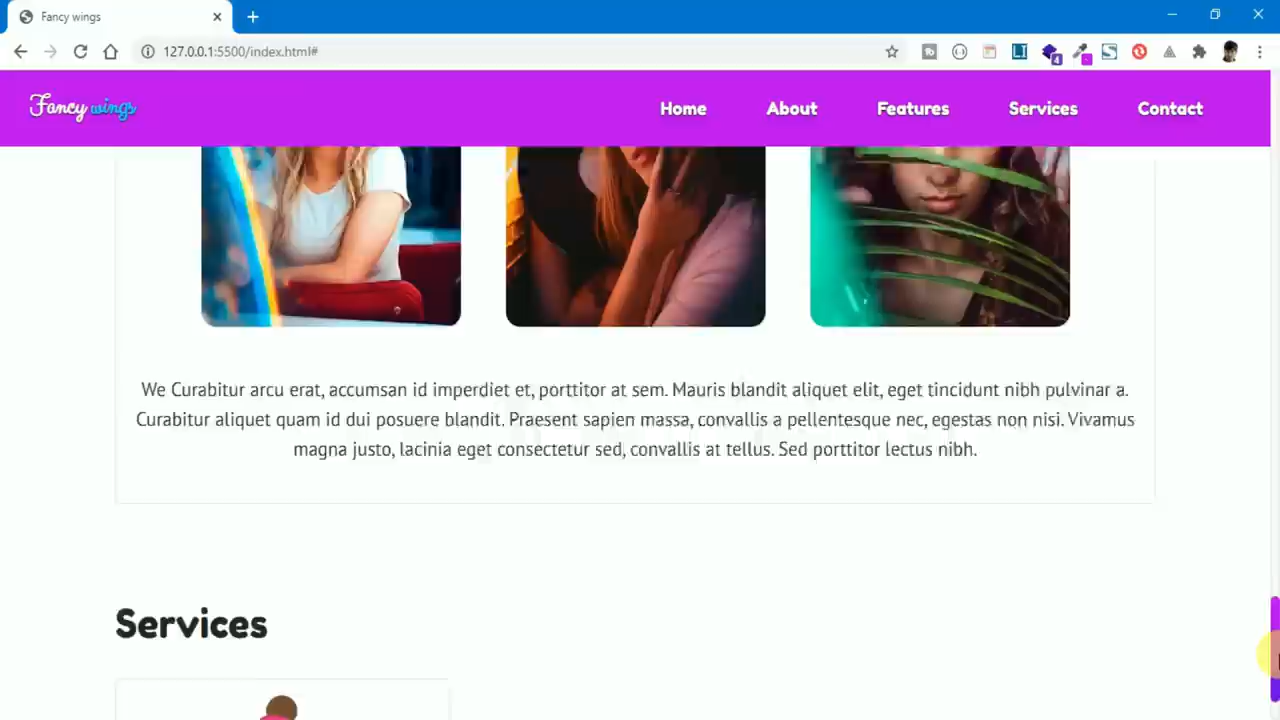 Fancy wings
127.0.0.1:5500/index.html#
4
Fancy wings
Home
About
Features
Services
Contact
We Curabitur arcu erat, accumsan id imperdiet et, porttitor at sem. Mauris blandit aliquet elit, eget tincidunt nibh pulvinar a.
Curabitur aliquet quam id dui posuere blandit. Praesent sapien massa, convallis a pellentesque nec, egestas non nisi. Vivamus
magna justo, lacinia eget consectetur sed, convallis at tellus. Sed porttitor lectus nibh.
Services